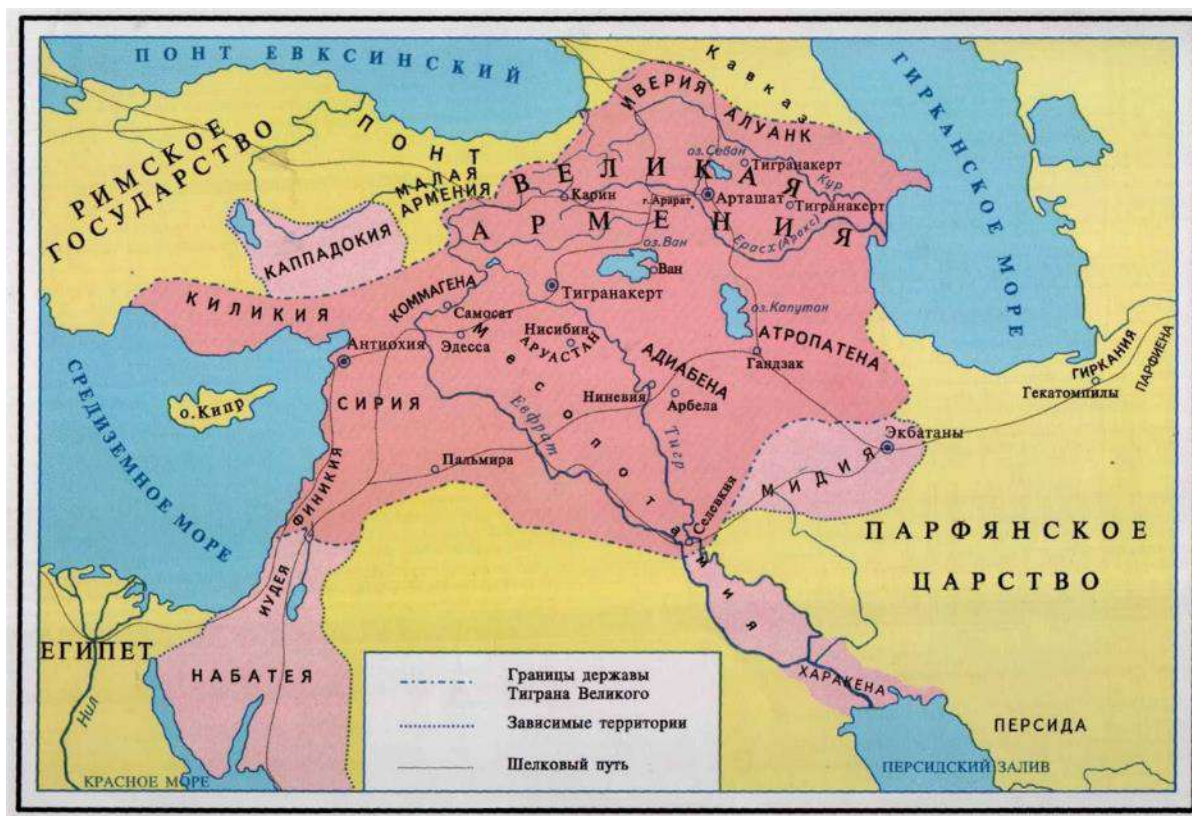 ПОНТ ЕВКСИНСКИЙ
Кавказ
ГИРКАНСКОЕ МОРЕ
РИМСКОЕ
ГОСУДАРСТВО
ПОНТ
МАЛАЯ
АРМЕНИЯ
ИВЕРИЯ
АЛУАНК
оз.Севан
Тигранакерт
Кур
ВЕЛИКАЯ
АРМЕНИЯ
Карин
г. Арарат
Арташат
Тигранакерт
Ерасх (Аракс)
КАППАДОКИЯ
оз.Ван
Ван
КИЛИКИЯ
КОММАГЕНА
Тигранакерт
оз.Капутан
Самосат
Эдесса
Нисибин
АРУАСТАН
Месопотамия
АТРОПАТЕНА
АДИАБЕНА
Гандзак
Антиохия
ГИРКАНИЯ
ПАРФИЕНА
Гекатомпилы
СРЕДИЗЕМНОЕ МОРЕ
о.Кипр
СИРИЯ
Евфрат
Ниневия
Арбела
Тигр
Экбатаны
Пальмира
МИДИЯ
ФИНИКИЯ
Селевкия
ПАРФЯНСКОЕ
ЦАРСТВО
ИУДЕЯ
ЕГИПЕТ
НАБАТЕЯ
Нил
ХАРАКЕНА
ПЕРСИДА
КРАСНОЕ МОРЕ
ПЕРСИДСКИЙ ЗАЛИВ
Границы державы
Тиграна Великого
Зависимые территории
Шелковый путь